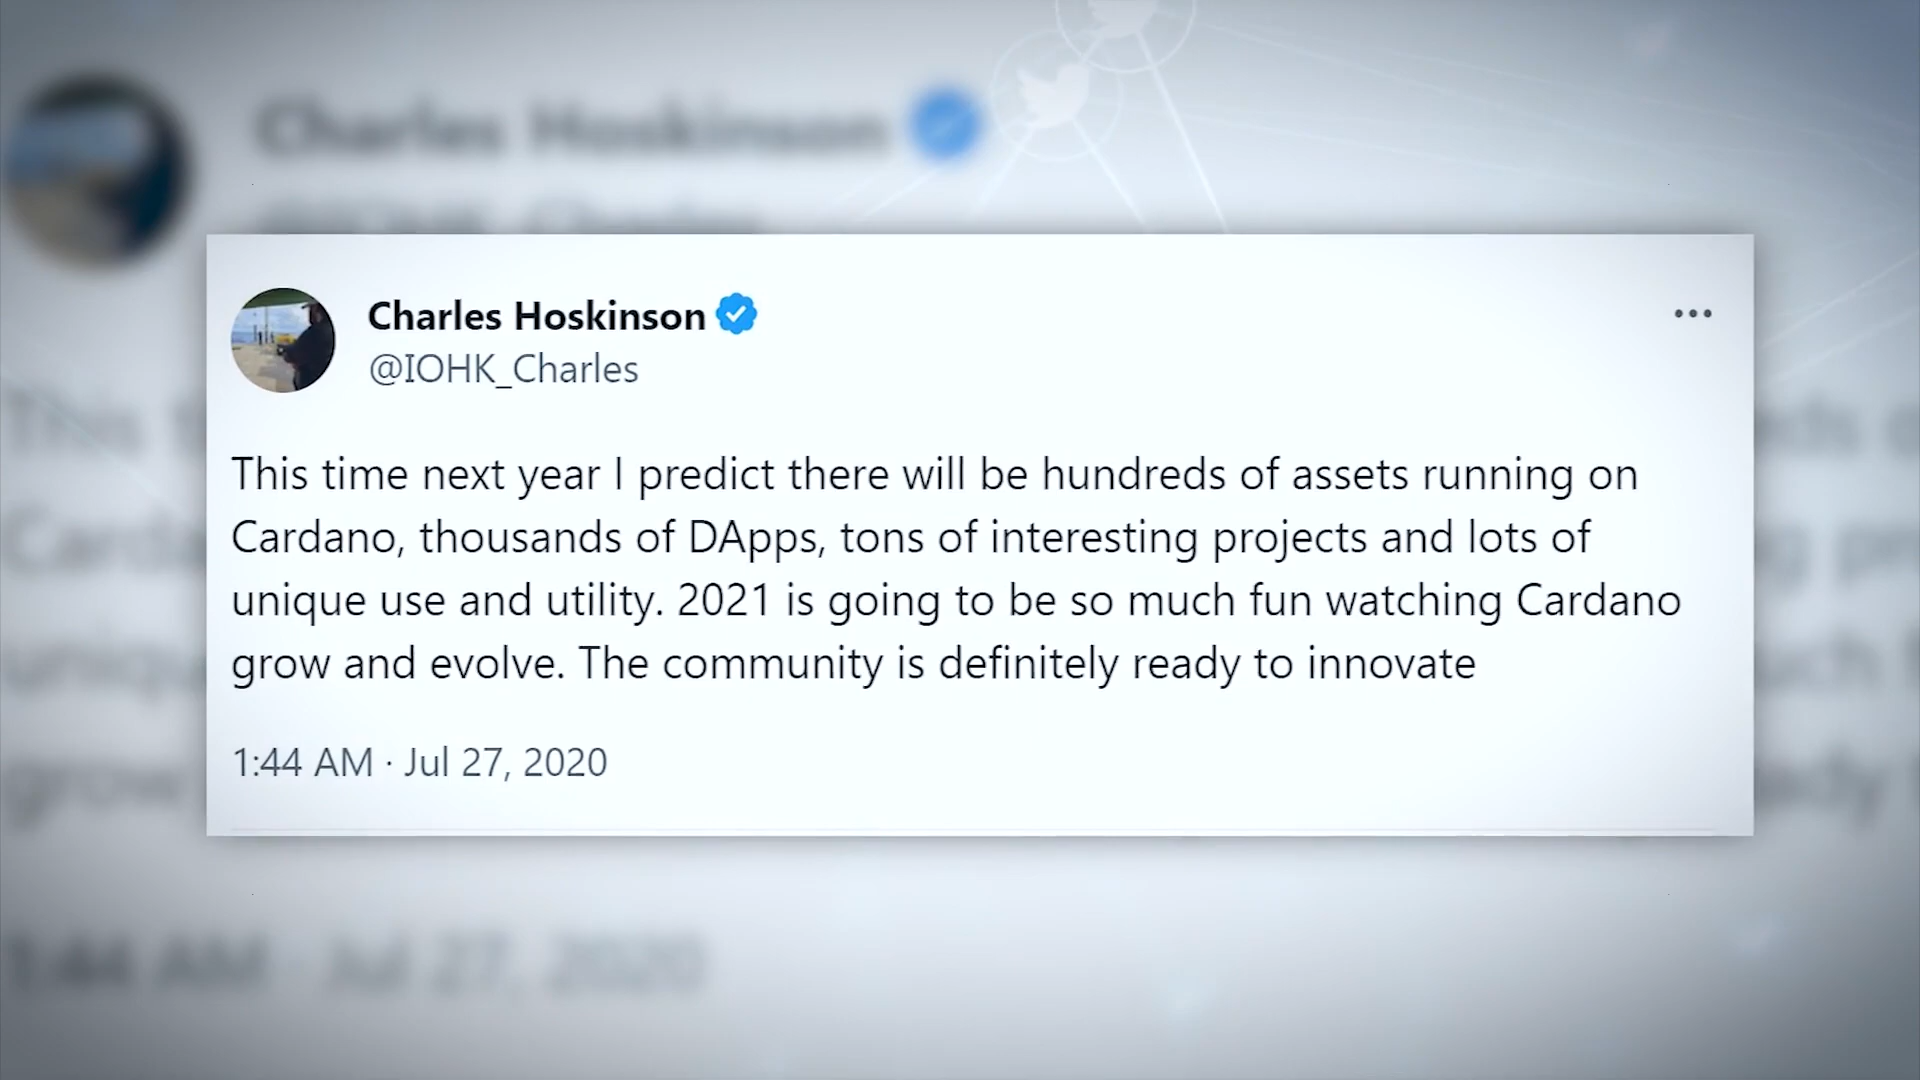 Charles Hoskinson
@IOHK_Charles
This time next year I predict there will be hundreds of assets running on
Cardano, thousands of DApps, tons of interesting projects and lots of
unique use and utility. 2021 is going to be so much fun watching Cardano
grow and evolve. The community is definitely ready to innovate
1:44 AM · Jul 27, 2020